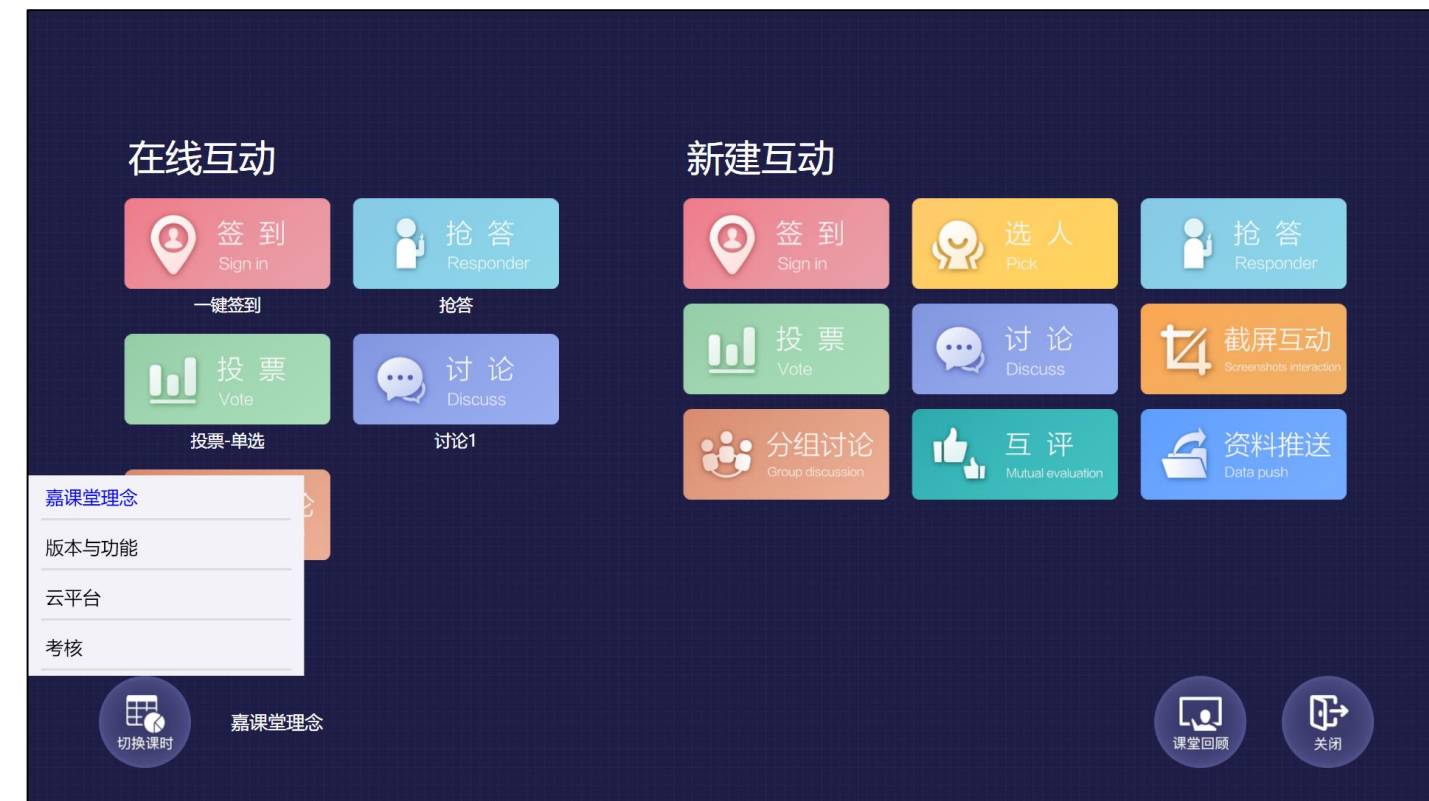 在线互动
签到
Sign in
一键签到
抢答
Responder
抢答
投票
Vote
投票-单选
讨论
Discuss
讨论1
新建互动
签到
Sign in
选人
Pick
抢答
Responder
投票
Vote
讨论
Discuss
截屏互动
Screenshots interaction
分组讨论
Group discussion
互评
Mutual evaluation
资料推送
Data push
嘉课堂理念
版本与功能
云平台
考核
切换课时
嘉课堂理念
课堂回顾
关闭